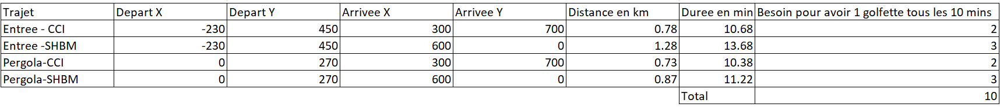 Trajet Depart X Depart Y Arrivee X Arrivee Y Distance en km Duree en min Besoin pour avoir 1 golfette tous les 10 mins
Entree - CCI -230 450 300 700 0.78 10.68 2
Entree -SHBM -230 450 600 0 1.28 13.68 3
Pergola-CCI 0 270 300 700 0.73 10.38 2
Pergola-SHBM 0 270 600 0 0.87 11.22 3
Total 10